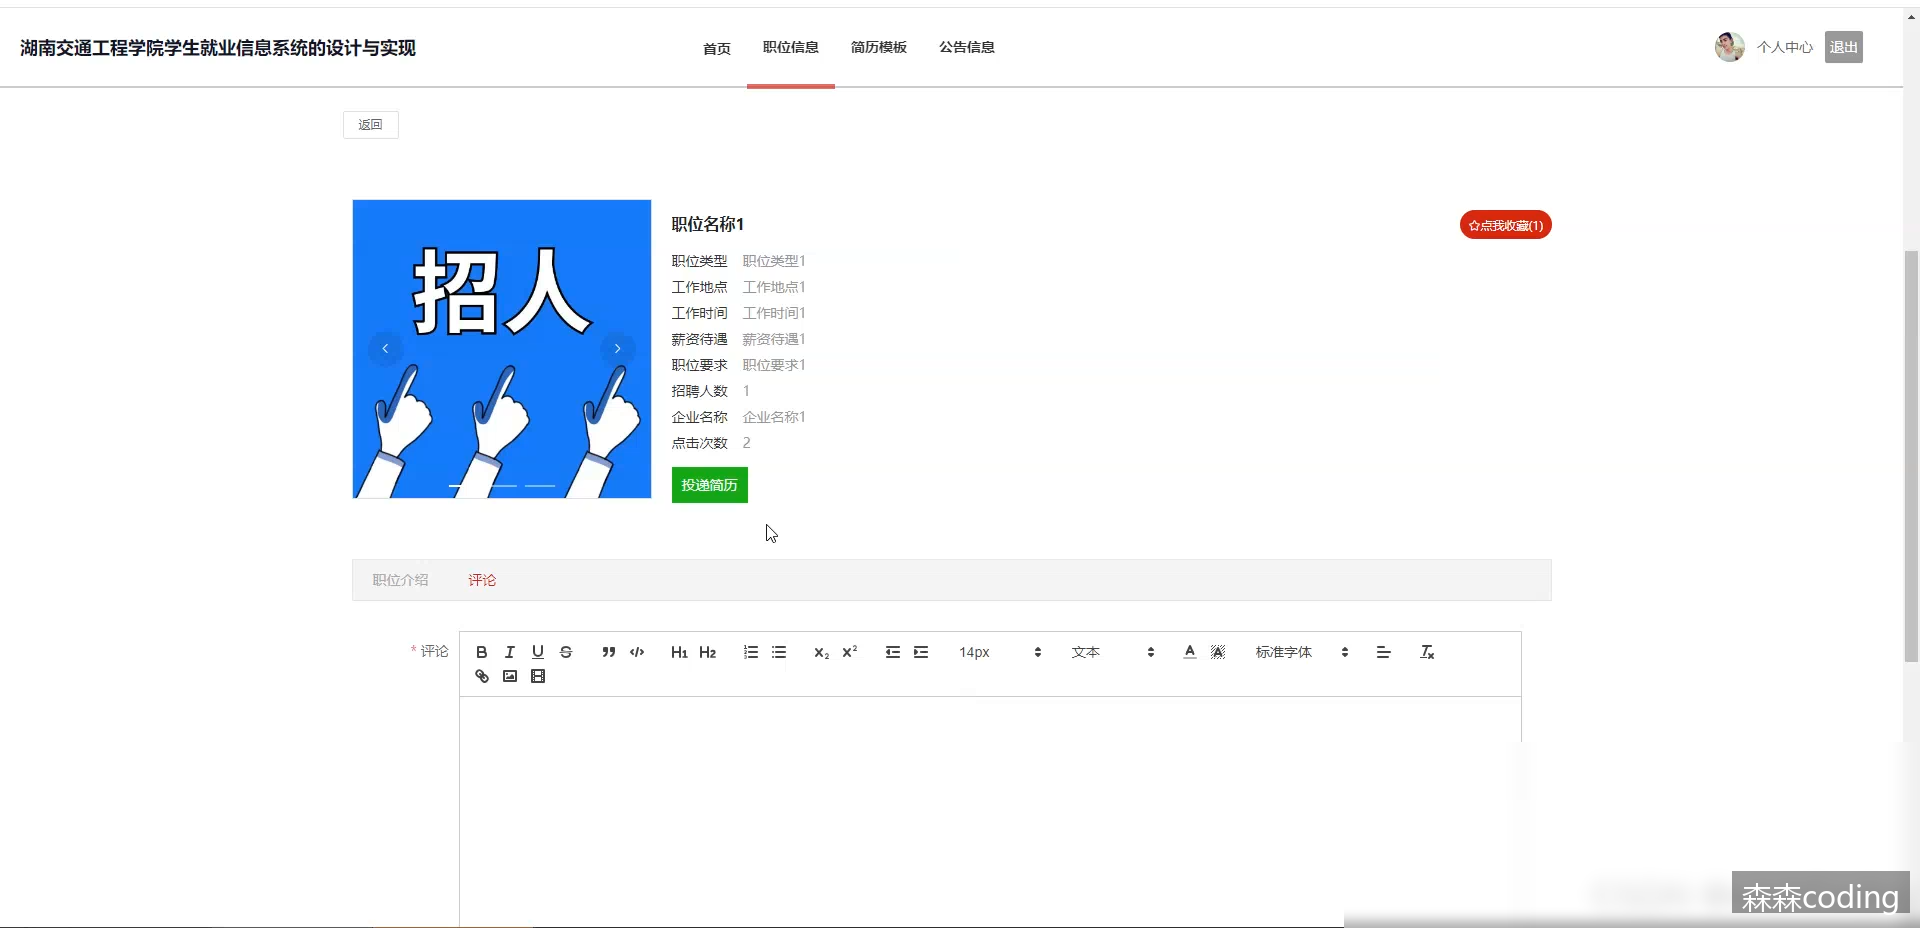 湖南交通工程学院学生就业信息系统的设计与实现
首页 职位信息 简历模板 公告信息
个人中心 退出
返回
招人
职位名称1
☆点我收藏(1)
职位类型 职位类型1
工作地点 工作地点1
工作时间 工作时间1
薪资待遇 薪资待遇1
职位要求 职位要求1
招聘人数 1
企业名称 企业名称1
点击次数 2
投递简历
职位介绍 评论
* 评论
H1 H2 14px 文本 标准字体
森森coding